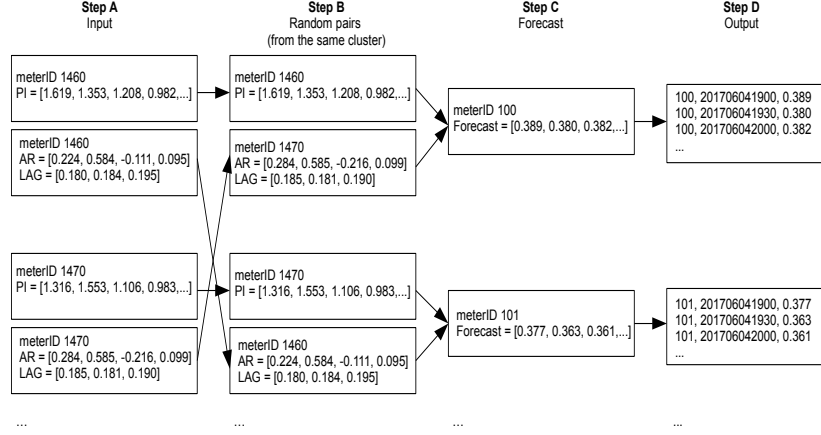 Step A
Input
Step B
Random pairs
(from the same cluster)
Step C
Forecast
Step D
Output
meterID 1460
PI = [1.619, 1.353, 1.208, 0.982,...]
meterID 1460
AR = [0.224, 0.584, -0.111, 0.095]
LAG = [0.180, 0.184, 0.195]
meterID 1470
PI = [1.316, 1.553, 1.106, 0.983,...]
meterID 1470
AR = [0.284, 0.585, -0.216, 0.099]
LAG = [0.185, 0.181, 0.190]
...
meterID 1460
PI = [1.619, 1.353, 1.208, 0.982,...]
meterID 1470
AR = [0.284, 0.585, -0.216, 0.099]
LAG = [0.185, 0.181, 0.190]
meterID 1470
PI = [1.316, 1.553, 1.106, 0.983,...]
meterID 1460
AR = [0.224, 0.584, -0.111, 0.095]
LAG = [0.180, 0.184, 0.195]
...
meterID 100
Forecast = [0.389, 0.380, 0.382,...]
meterID 101
Forecast = [0.377, 0.363, 0.361,...]
...
100, 201706041900, 0.389
100, 201706041930, 0.380
100, 201706042000, 0.382
...
101, 201706041900, 0.377
101, 201706041930, 0.363
101, 201706042000, 0.361
...
...